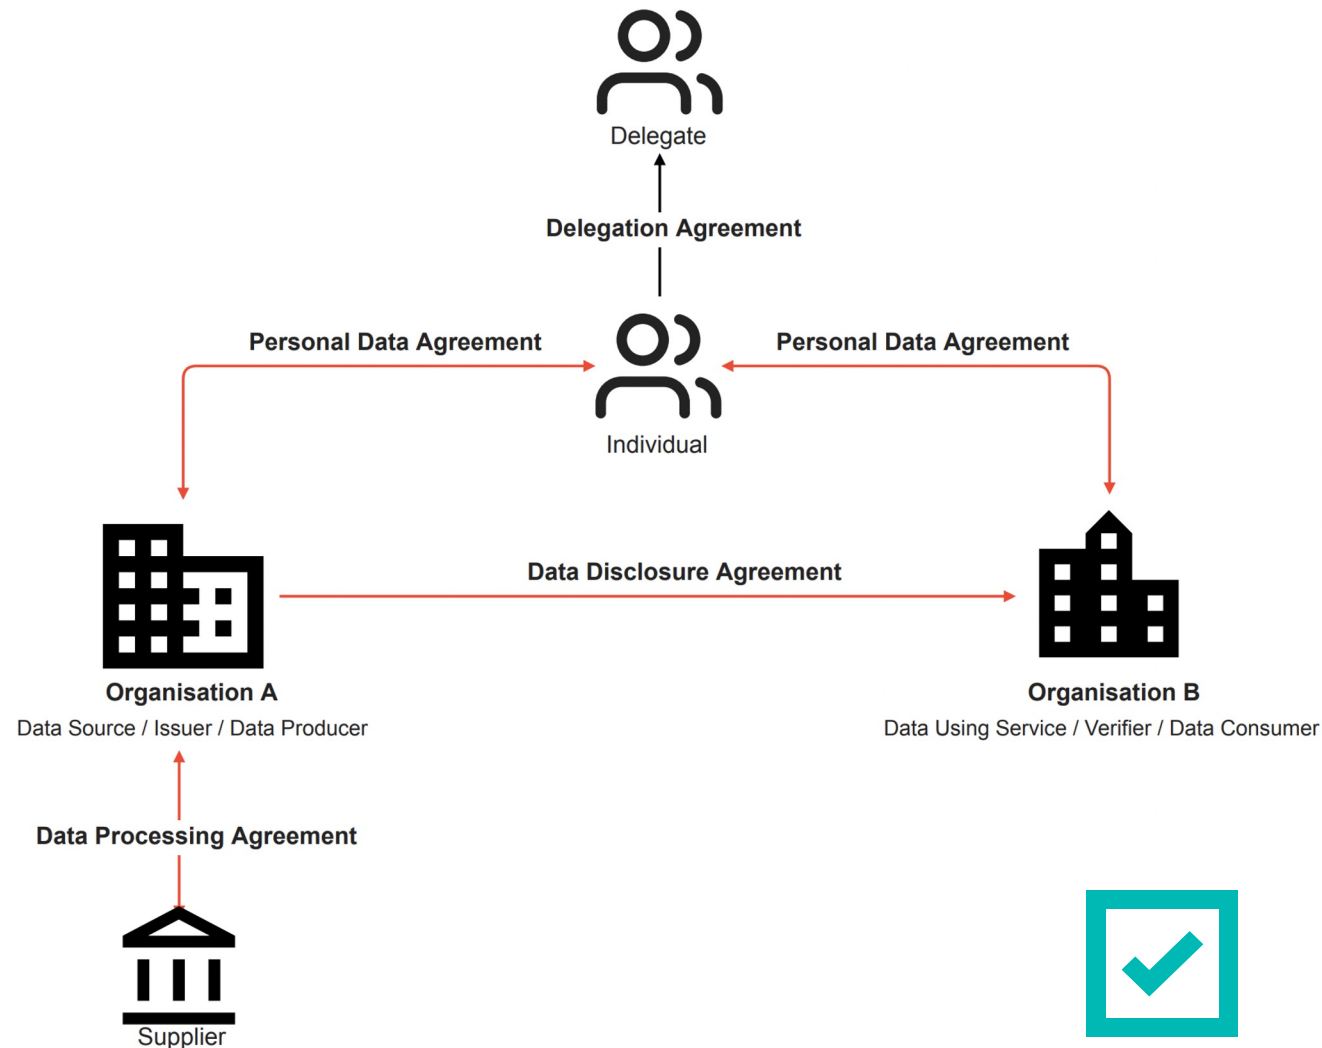 Delegate
Delegation Agreement
Personal Data Agreement
Personal Data Agreement
Individual
Data Disclosure Agreement
Organisation A
Data Source / Issuer / Data Producer
Organisation B
Data Using Service / Verifier / Data Consumer
Data Processing Agreement
Supplier